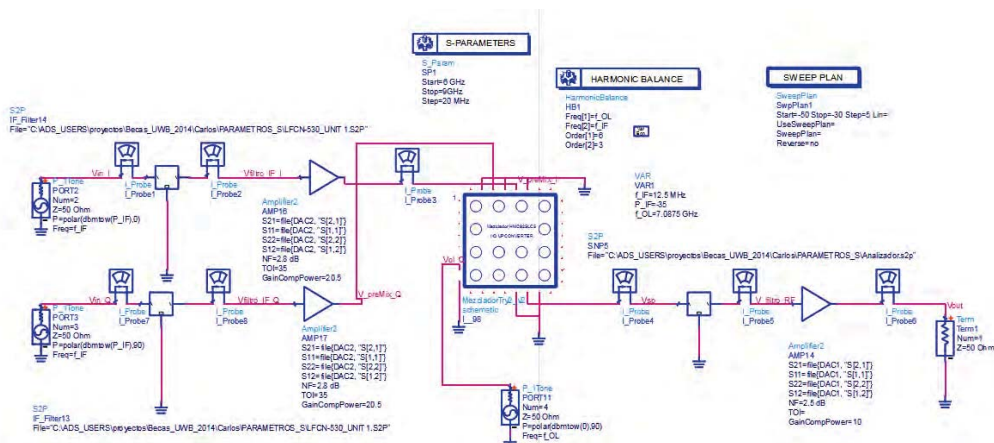 S-PARAMETERS
S_Param
SP1
Start=6 GHz
Stop=9GHz
Step=20 MHz
HARMONIC BALANCE
HarmonicBalance
HB1
Freq[1]=f_OL
Freq[2]=f_IF
Order[1]=6
Order[2]=3
SWEEP PLAN
SweepPlan
SwpPlan1
Start=-50 Stop=-30 Step=5 Lin=
UseSweepPlan=
SweepPlan=
Reverse=no
VAR
VAR1
f_IF=12.5 MHz
P_IF=-35
f_OL=7.0875 GHz
S2P
IF_Filter14
File="C:\ADS_USERS\proyectos\Becas_UWB_2014\Carlos\PARAMETROS_S\LFCN-530_UNIT 1.S2P"
P_1Tone
PORT2
Num=2
Z=50 Ohm
P=polar(dbmtow(P_IF),0)
Freq=f_IF
Vin_I
I_Probe
I_Probe1
I_Probe
I_Probe2
Vfiltro_IF_I
Amplifier2
AMP16
S21=file{DAC2, "S[2,1]"}
S11=file{DAC2, "S[1,1]"}
S22=file{DAC2, "S[2,2]"}
S12=file{DAC2, "S[1,2]"}
NF=2.8 dB
TOI=35
GainCompPower=20.5
I_Probe
I_Probe3
V_preMix_I
P_1Tone
PORT3
Num=3
Z=50 Ohm
P=polar(dbmtow(P_IF),90)
Freq=f_IF
Vin_Q
I_Probe
I_Probe7
I_Probe
I_Probe8
Vfiltro_IF_Q
V_preMix_Q
Amplifier2
AMP17
S21=file{DAC2, "S[2,1]"}
S11=file{DAC2, "S[1,1]"}
S22=file{DAC2, "S[2,2]"}
S12=file{DAC2, "S[1,2]"}
NF=2.8 dB
TOI=35
GainCompPower=20.5
S2P
IF_Filter13
File="C:\ADS_USERS\proyectos\Becas_UWB_2014\Carlos\PARAMETROS_S\LFCN-530_UNIT 1.S2P"
1
UPCONVERTER
schematic
I__98
P_1Tone
PORT11
Num=4
Z=50 Ohm
P=polar(dbmtow(0),90)
Freq=f_OL
S2P
SNP5
File="C:\ADS_USERS\proyectos\Becas_UWB_2014\Carlos\PARAMETROS_S\Analizador.s2p"
I_Probe
I_Probe4
I_Probe
I_Probe5
V_filtro_RF
Amplifier2
AMP14
S21=file{DAC1, "S[2,1]"}
S11=file{DAC1, "S[1,1]"}
S22=file{DAC1, "S[2,2]"}
S12=file{DAC1, "S[1,2]"}
NF=2.5 dB
TOI=
GainCompPower=10
I_Probe
I_Probe6
Vout
Term
Term1
Num=1
Z=50 Ohm